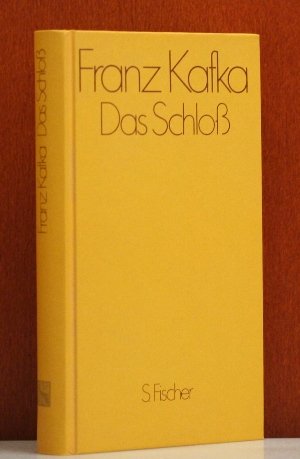 Franz Kafka Das Schloß
Franz Kafka
Das Schloß
S. Fischer